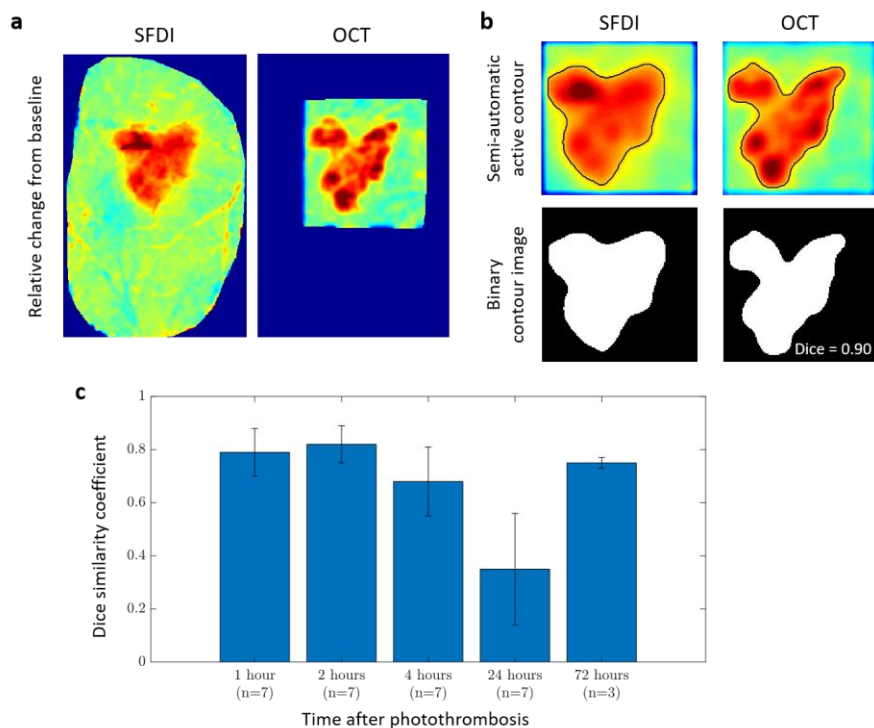 a
SFDI
OCT
Relative change from baseline
b
SFDI
OCT
Semi-automatic
active contour
Binary
contour image
Dice = 0.90
c
Dice similarity coefficient
1
0.8
0.6
0.4
0.2
0
1 hour
(n=7)
2 hours
(n=7)
4 hours
(n=7)
24 hours
(n=7)
72 hours
(n=3)
Time after photothrombosis